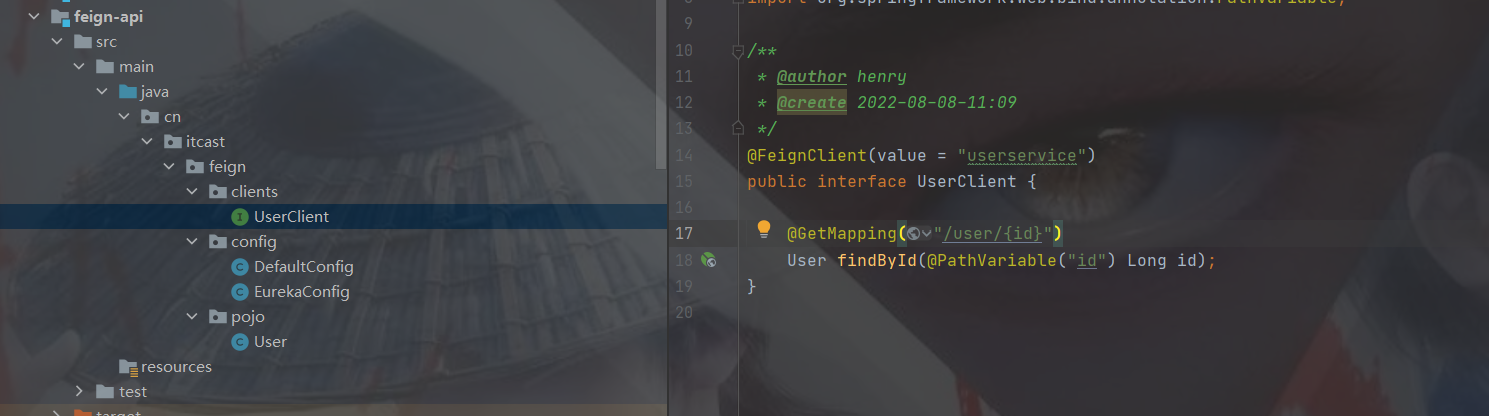 feign-api
src
main
java
cn
itcast
feign
clients
UserClient
config
DefaultConfig
EurekaConfig
pojo
User
resources
test
target
8 import org.springframework.web.bind.annotation.PathVariable;
9
10 /**
11 * @author henry
12 * @create 2022-08-08-11:09
13 */
14 @FeignClient(value = "userservice")
15 public interface UserClient {
16
17 @GetMapping("/user/{id}")
18 User findById(@PathVariable("id") Long id);
19 }
20